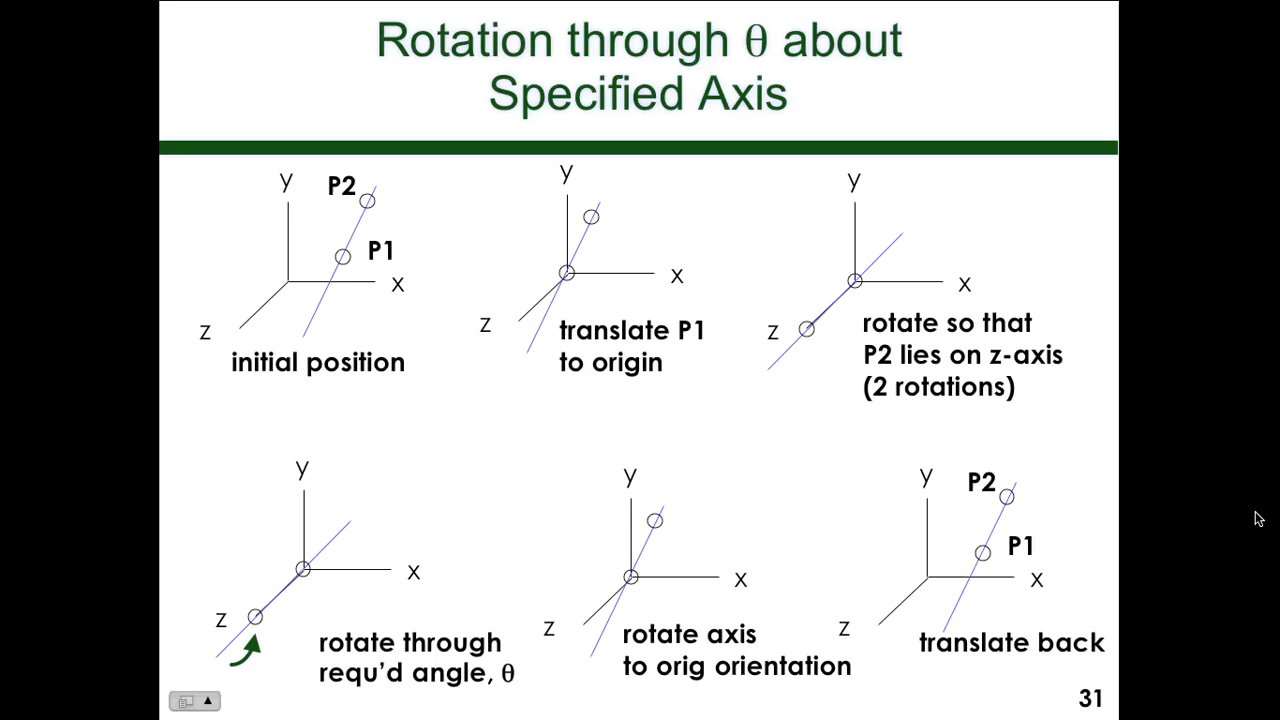 Rotation through θ about
Specified Axis
y
P2
P1
x
z
initial position
y
x
z
translate P1
to origin
y
x
z
rotate so that
P2 lies on z-axis
(2 rotations)
y
x
z
rotate through
requ’d angle, θ
y
x
z
rotate axis
to orig orientation
y
P2
P1
x
z
translate back
31